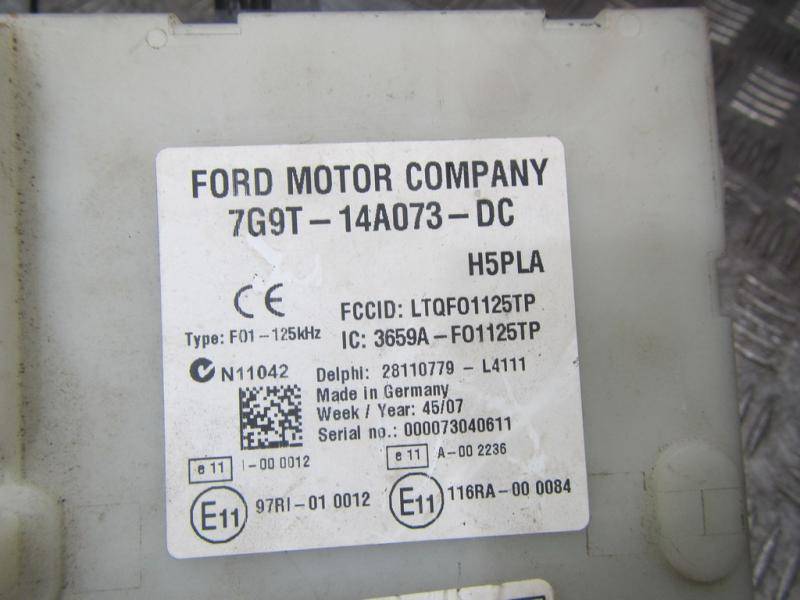 FORD MOTOR COMPANY
7G9T-14A073-DC
H5PLA
CE
FCCID: LTQFO1125TP
Type: F01-125kHz
IC: 3659A-FO1125TP
N11042
Delphi: 28110779 - L4111
Made in Germany
Week / Year: 45/07
Serial no.: 000073040611
e 11 I-00 0012
e 11 A-00 2236
E11 97RI-01 0012
E11 116RA-00 0084